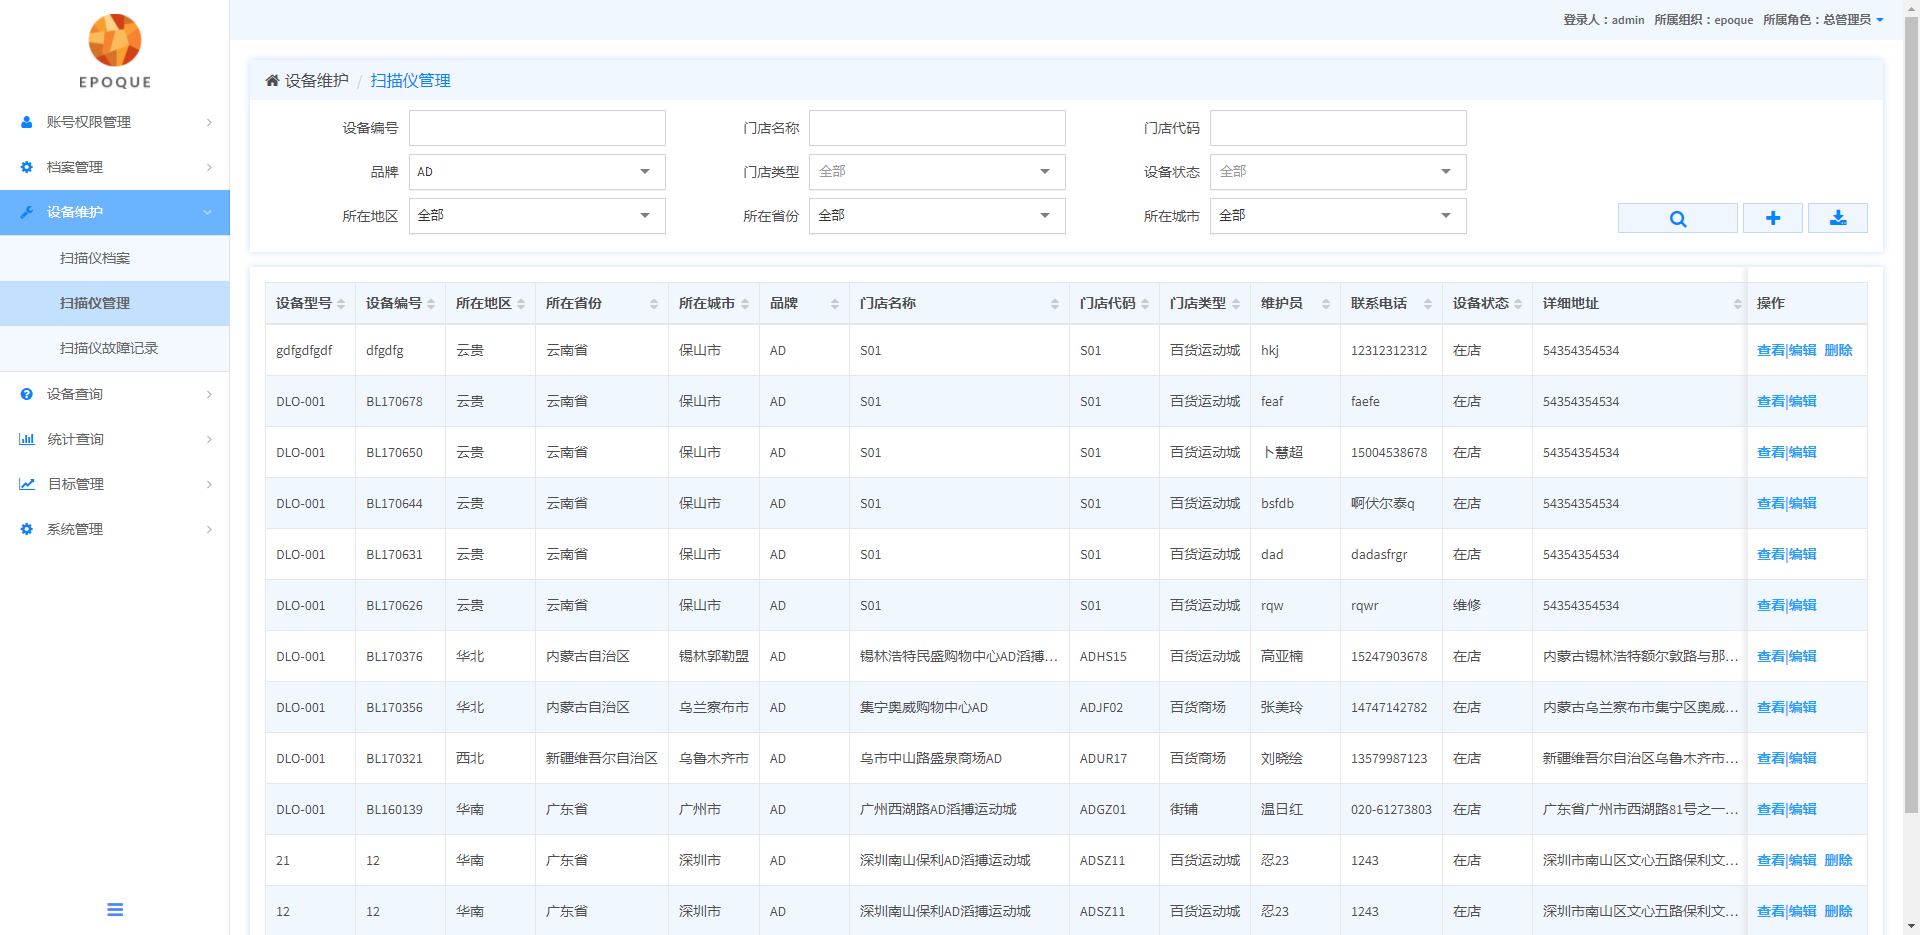 登录人：admin 所属组织：epoque 所属角色：总管理员
EPOQUE
账号权限管理
档案管理
设备维护
扫描仪档案
扫描仪管理
扫描仪故障记录
设备查询
统计查询
目标管理
系统管理
设备维护 / 扫描仪管理
设备编号 门店名称 门店代码
品牌 AD 门店类型 全部 设备状态 全部
所在地区 全部 所在省份 全部 所在城市 全部
设备型号 设备编号 所在地区 所在省份 所在城市 品牌 门店名称 门店代码 门店类型 维护员 联系电话 设备状态 详细地址 操作
gdfgdfgdf dfgdfg 云贵 云南省 保山市 AD S01 S01 百货运动城 hkj 12312312312 在店 54354354534 查看|编辑 删除
DLO-001 BL170678 云贵 云南省 保山市 AD S01 S01 百货运动城 feaf faefe 在店 54354354534 查看|编辑
DLO-001 BL170650 云贵 云南省 保山市 AD S01 S01 百货运动城 卜慧超 15004538678 在店 54354354534 查看|编辑
DLO-001 BL170644 云贵 云南省 保山市 AD S01 S01 百货运动城 bsfdb 啊伏尔泰q 在店 54354354534 查看|编辑
DLO-001 BL170631 云贵 云南省 保山市 AD S01 S01 百货运动城 dad dadasfrgr 在店 54354354534 查看|编辑
DLO-001 BL170626 云贵 云南省 保山市 AD S01 S01 百货运动城 rqw rqwr 维修 54354354534 查看|编辑
DLO-001 BL170376 华北 内蒙古自治区 锡林郭勒盟 AD 锡林浩特民盛购物中心AD滔搏… ADHS15 百货运动城 高亚楠 15247903678 在店 内蒙古锡林浩特额尔敦路与那… 查看|编辑
DLO-001 BL170356 华北 内蒙古自治区 乌兰察布市 AD 集宁奥威购物中心AD ADJF02 百货商场 张美玲 14747142782 在店 内蒙古乌兰察布市集宁区奥威… 查看|编辑
DLO-001 BL170321 西北 新疆维吾尔自治区 乌鲁木齐市 AD 乌市中山路盛泉商场AD ADUR17 百货商场 刘晓绘 13579987123 在店 新疆维吾尔自治区乌鲁木齐市… 查看|编辑
DLO-001 BL160139 华南 广东省 广州市 AD 广州西湖路AD滔搏运动城 ADGZ01 街铺 温日红 020-61273803 在店 广东省广州市西湖路81号之一… 查看|编辑
21 12 华南 广东省 深圳市 AD 深圳南山保利AD滔搏运动城 ADSZ11 百货运动城 忍23 1243 在店 深圳市南山区文心五路保利文… 查看|编辑 删除
12 12 华南 广东省 深圳市 AD 深圳南山保利AD滔搏运动城 ADSZ11 百货运动城 忍23 1243 在店 深圳市南山区文心五路保利文… 查看|编辑 删除